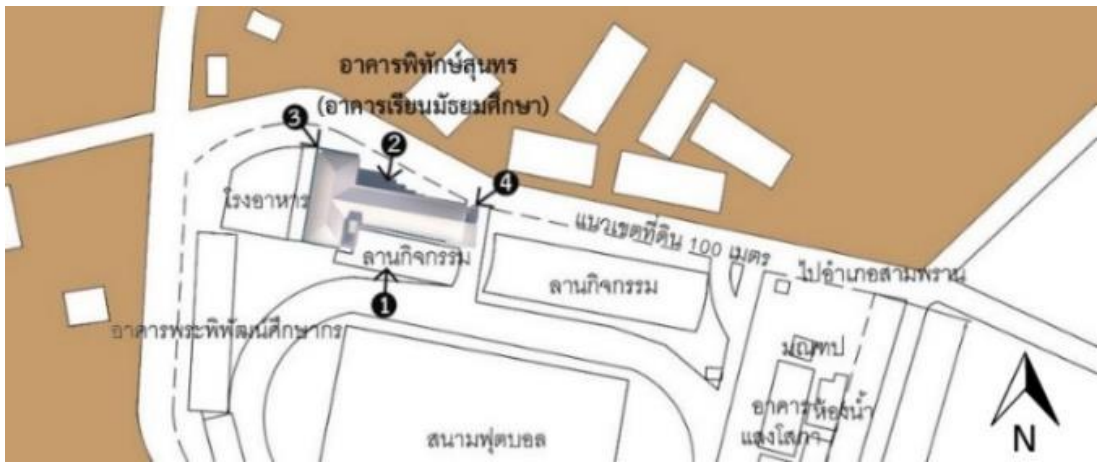 อาคารพิทักษ์สุนทร
(อาคารเรียนมัธยมศึกษา)
3
2
4
โรงอาหาร
แนวเขตที่ดิน 100 เมตร
ลานกิจกรรม
ไปอำเภอสามพราน
ลานกิจกรรม
1
อาคารพระพิพัฒน์ศึกษากร
มณฑป
อาคาร
แสงโสภา
ห้องน้ำ
สนามฟุตบอล
N